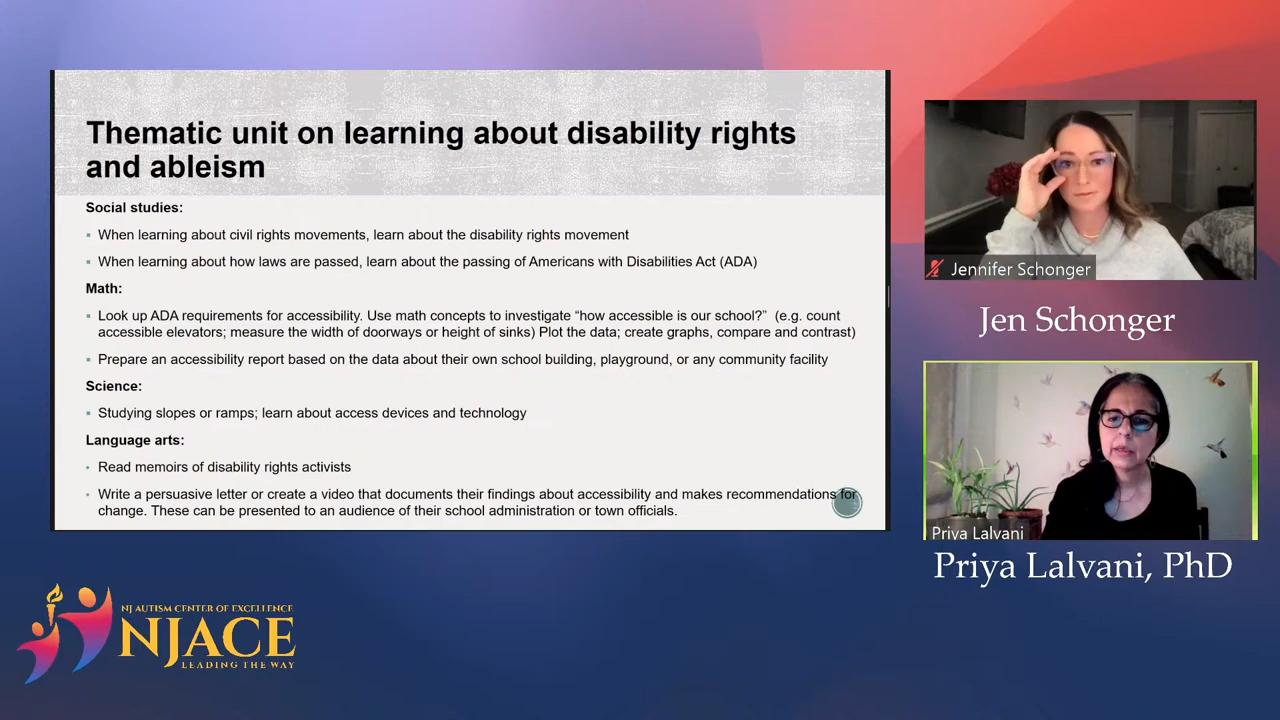 Thematic unit on learning about disability rights
and ableism
Social studies:
When learning about civil rights movements, learn about the disability rights movement
When learning about how laws are passed, learn about the passing of Americans with Disabilities Act (ADA)
Math:
Look up ADA requirements for accessibility. Use math concepts to investigate “how accessible is our school?” (e.g. count
accessible elevators; measure the width of doorways or height of sinks) Plot the data; create graphs, compare and contrast)
Prepare an accessibility report based on the data about their own school building, playground, or any community facility
Science:
Studying slopes or ramps; learn about access devices and technology
Language arts:
Read memoirs of disability rights activists
Write a persuasive letter or create a video that documents their findings about accessibility and makes recommendations for
change. These can be presented to an audience of their school administration or town officials.
Jennifer Schonger
Jen Schonger
Priya Lalvani
Priya Lalvani, PhD
NJ AUTISM CENTER OF EXCELLENCE
NJACE
LEADING THE WAY